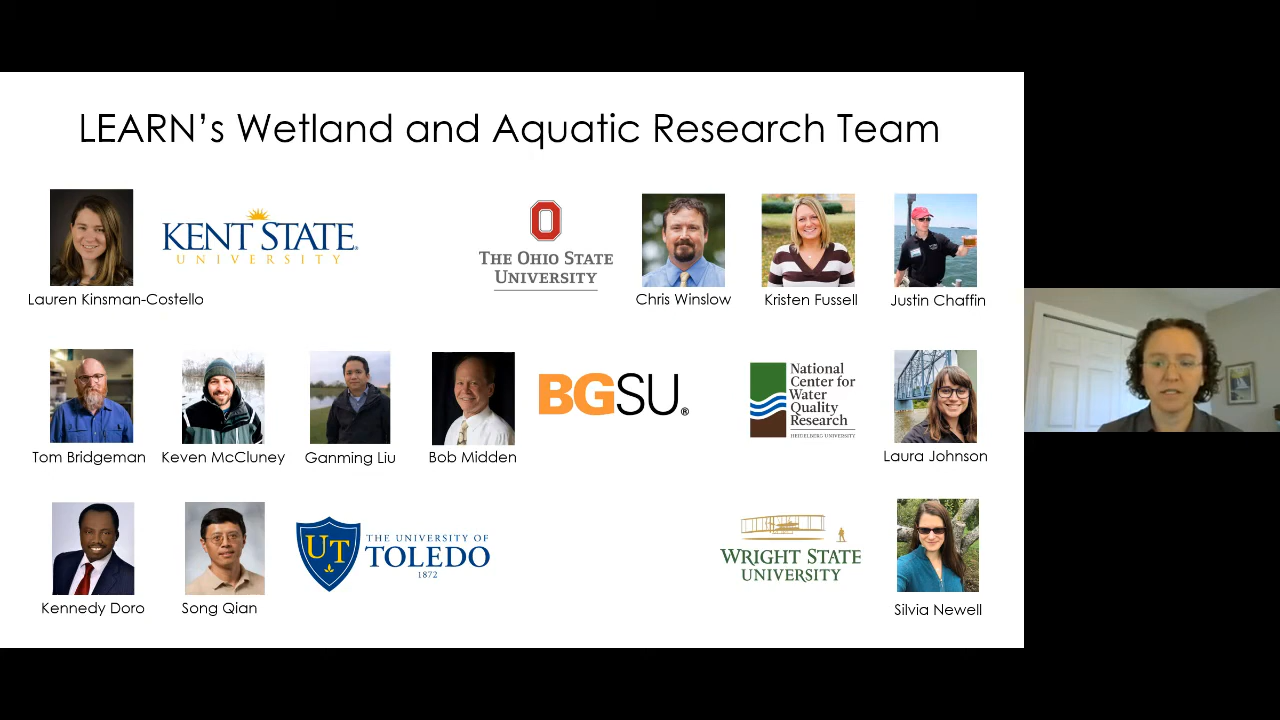 LEARN’s Wetland and Aquatic Research Team
KENT STATE®
UNIVERSITY
Lauren Kinsman-Costello
THE OHIO STATE
UNIVERSITY
Chris Winslow
Kristen Fussell
Justin Chaffin
Tom Bridgeman
Keven McCluney
Ganming Liu
Bob Midden
BGSU®
National
Center for
Water
Quality
Research
HEIDELBERG UNIVERSITY
Laura Johnson
Kennedy Doro
Song Qian
UT
THE UNIVERSITY OF
TOLEDO
1872
WRIGHT STATE
UNIVERSITY
Silvia Newell